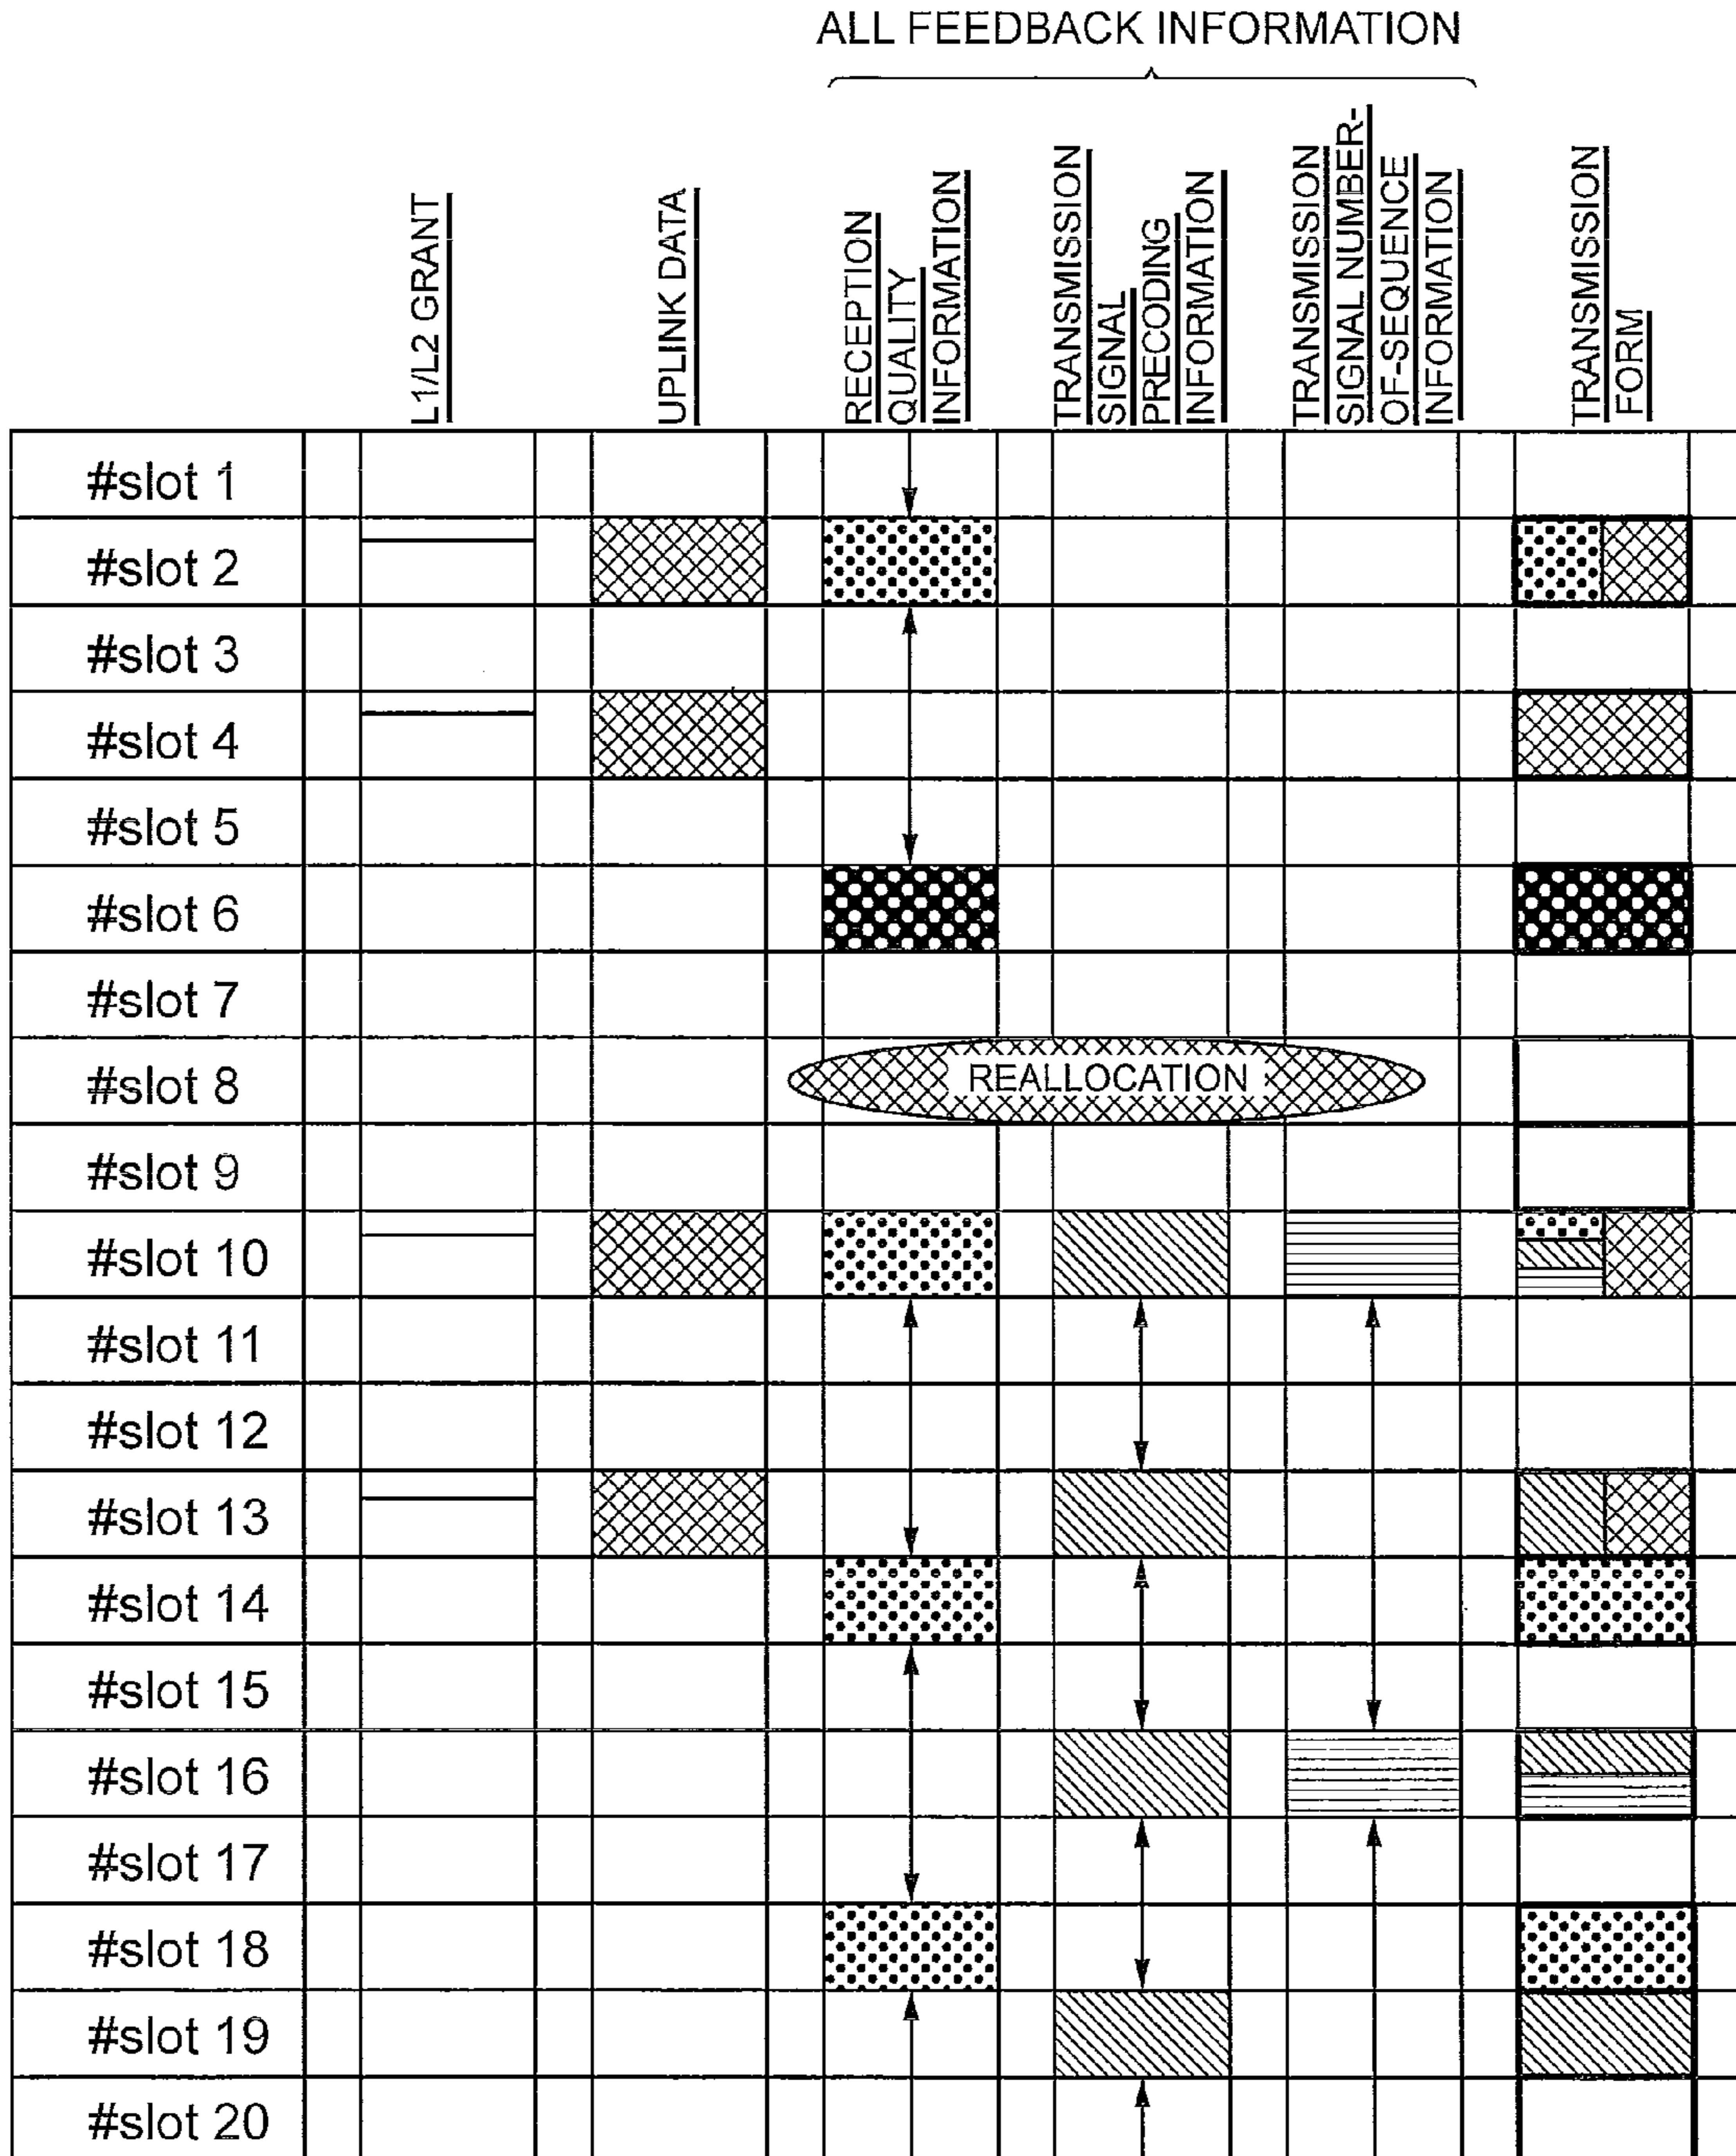 ALL FEEDBACK INFORMATION
L1/L2 GRANT
UPLINK DATA
RECEPTION
QUALITY
INFORMATION
TRANSMISSION
SIGNAL
PRECODING
INFORMATION
TRANSMISSION
SIGNAL NUMBER-
OF-SEQUENCE
INFORMATION
TRANSMISSION
FORM
#slot 1
#slot 2
#slot 3
#slot 4
#slot 5
#slot 6
#slot 7
#slot 8
REALLOCATION
#slot 9
#slot 10
#slot 11
#slot 12
#slot 13
#slot 14
#slot 15
#slot 16
#slot 17
#slot 18
#slot 19
#slot 20